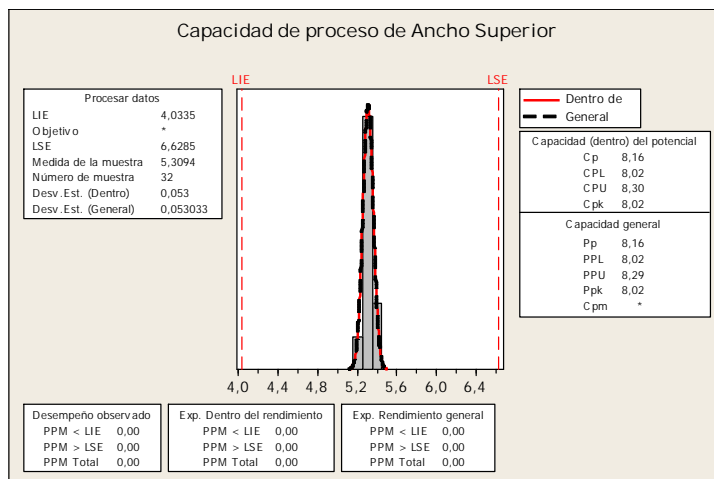 Capacidad de proceso de Ancho Superior
LIE
LSE
Procesar datos
LIE 4,0335
Objetivo *
LSE 6,6285
Medida de la muestra 5,3094
Número de muestra 32
Desv.Est. (Dentro) 0,053
Desv.Est. (General) 0,053033
Dentro de
General
Capacidad (dentro) del potencial
Cp 8,16
CPL 8,02
CPU 8,30
Cpk 8,02
Capacidad general
Pp 8,16
PPL 8,02
PPU 8,29
Ppk 8,02
Cpm *
4,0 4,4 4,8 5,2 5,6 6,0 6,4
Desempeño observado
PPM < LIE 0,00
PPM > LSE 0,00
PPM Total 0,00
Exp. Dentro del rendimiento
PPM < LIE 0,00
PPM > LSE 0,00
PPM Total 0,00
Exp. Rendimiento general
PPM < LIE 0,00
PPM > LSE 0,00
PPM Total 0,00